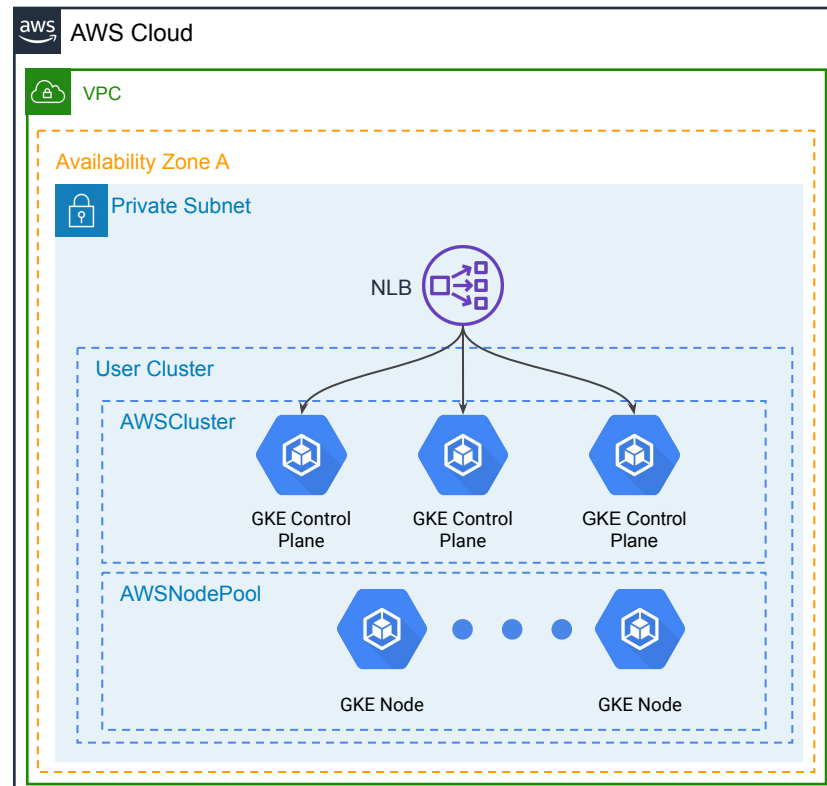 aws
AWS Cloud
VPC
Availability Zone A
Private Subnet
NLB
User Cluster
AWSCluster
GKE Control
Plane
GKE Control
Plane
GKE Control
Plane
AWSNodePool
GKE Node
GKE Node